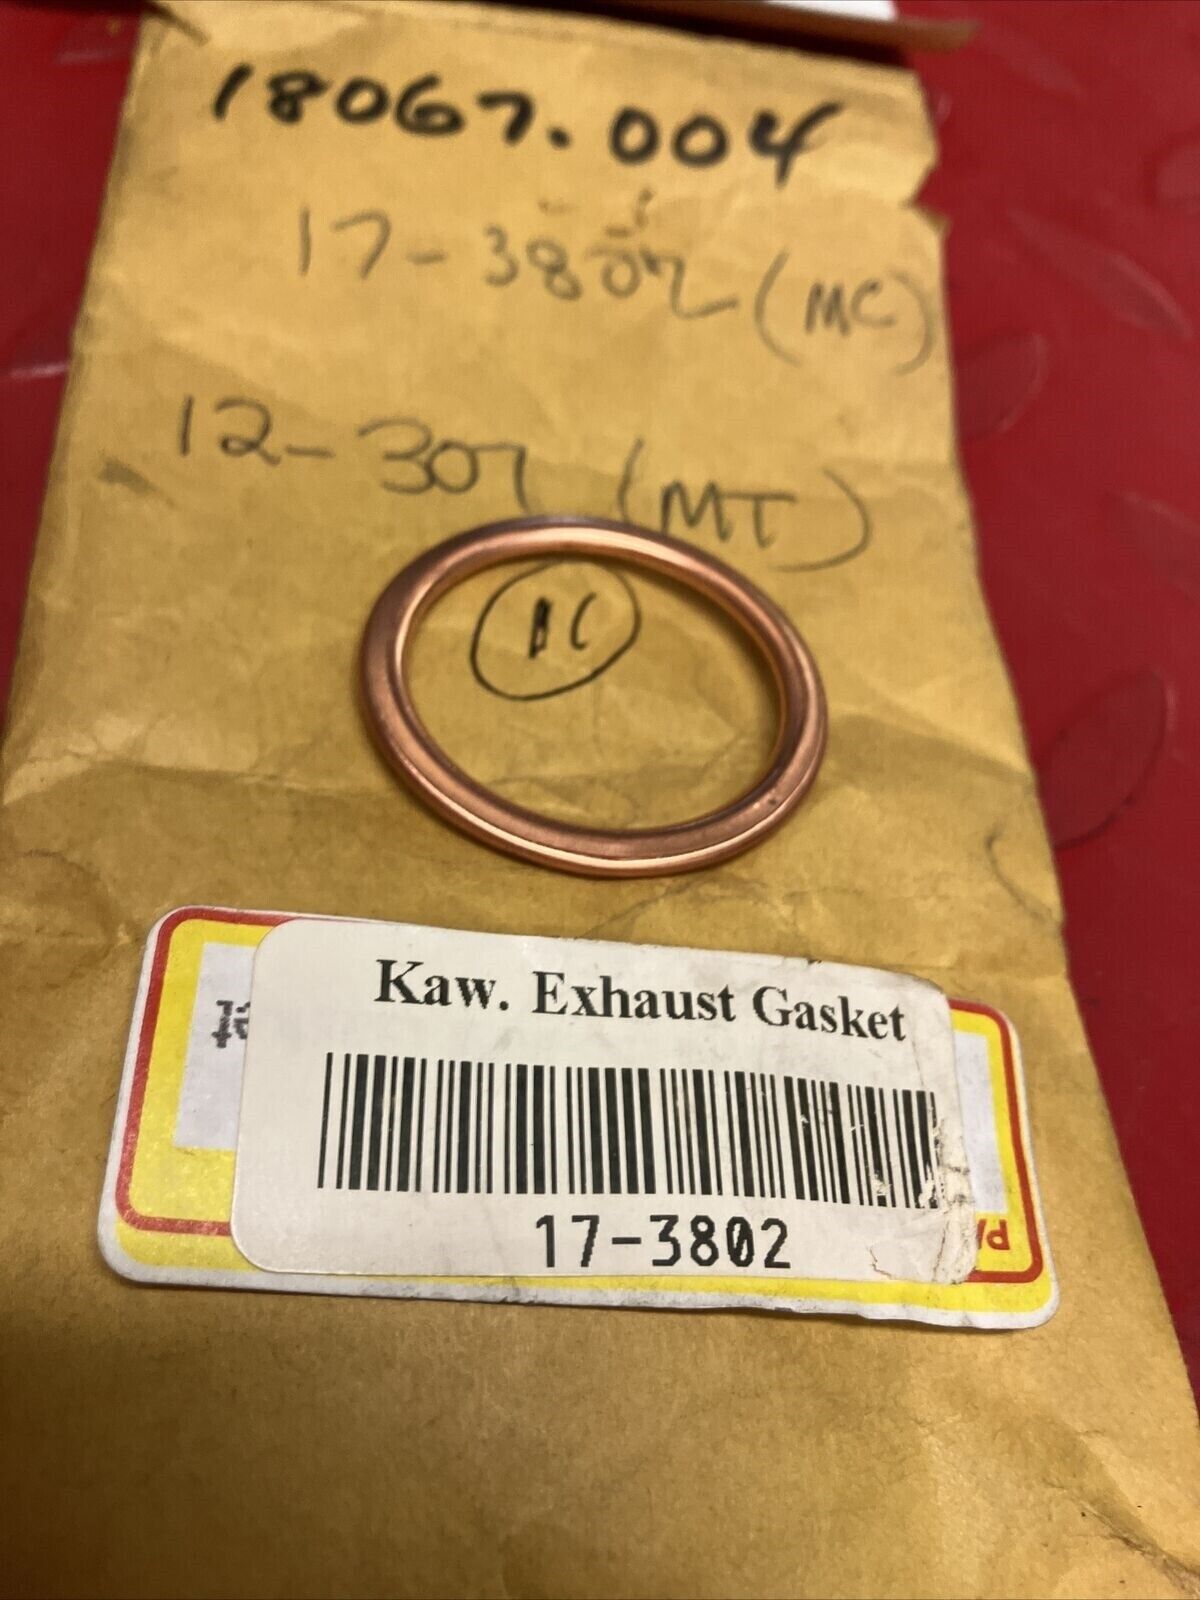 18067.004
17-3802 (MC)
12-307 (MT)
Kaw. Exhaust Gasket
17-3802